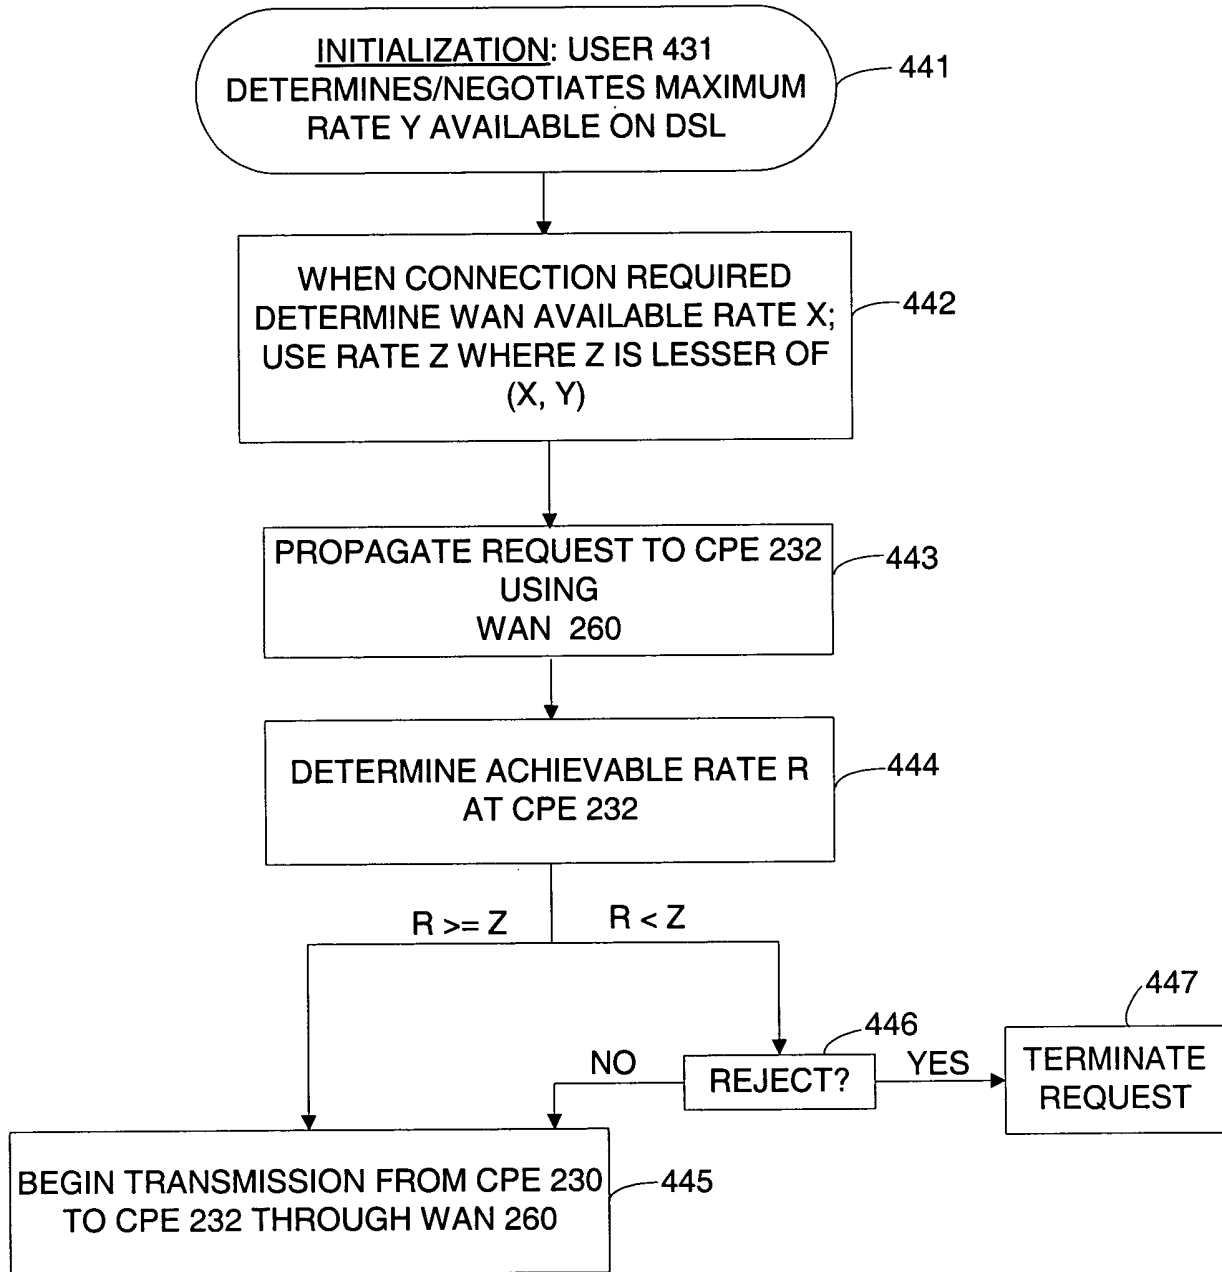 INITIALIZATION: USER 431
DETERMINES/NEGOTIATES MAXIMUM
RATE Y AVAILABLE ON DSL
441
WHEN CONNECTION REQUIRED
DETERMINE WAN AVAILABLE RATE X;
USE RATE Z WHERE Z IS LESSER OF
(X, Y)
442
PROPAGATE REQUEST TO CPE 232
USING
WAN 260
443
DETERMINE ACHIEVABLE RATE R
AT CPE 232
444
R >= Z
R < Z
446
447
NO
REJECT?
YES
TERMINATE
REQUEST
BEGIN TRANSMISSION FROM CPE 230
TO CPE 232 THROUGH WAN 260
445